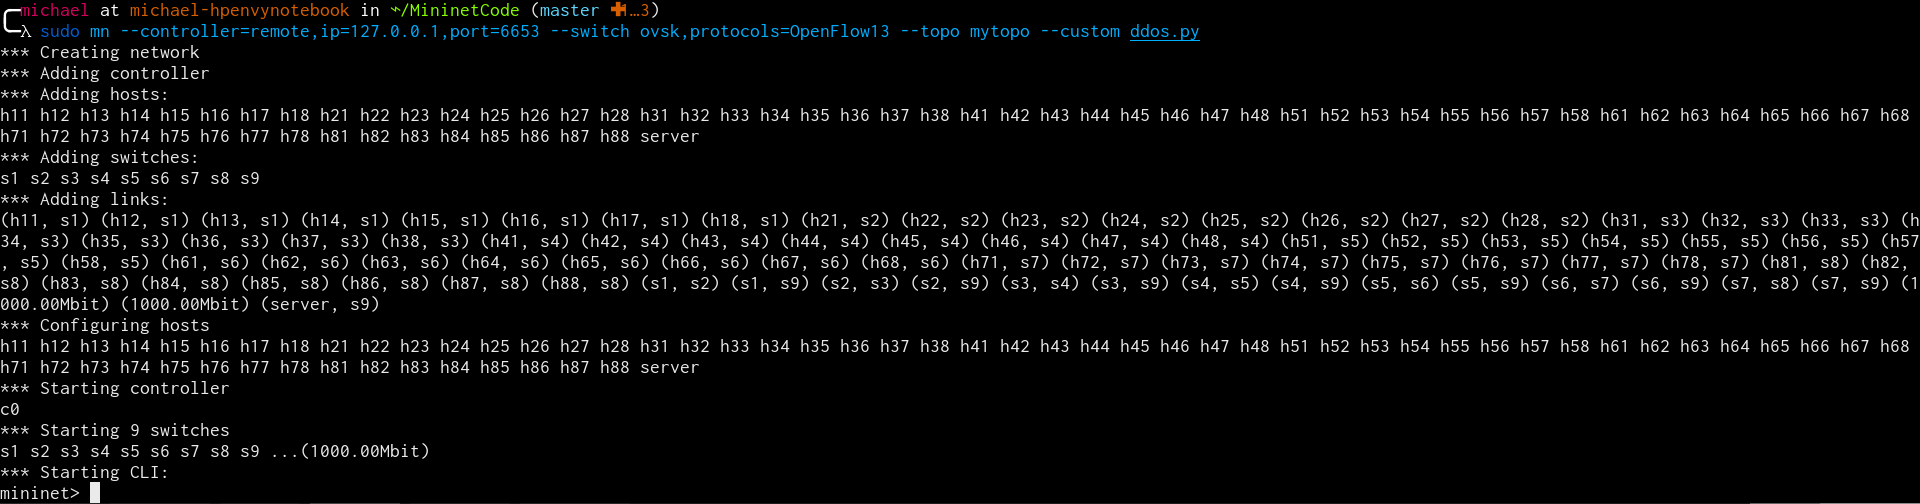 michael at michael-hpenvynotebook in ~/MininetCode (master ✚…3)
λ sudo mn --controller=remote,ip=127.0.0.1,port=6653 --switch ovsk,protocols=OpenFlow13 --topo mytopo --custom ddos.py
*** Creating network
*** Adding controller
*** Adding hosts:
h11 h12 h13 h14 h15 h16 h17 h18 h21 h22 h23 h24 h25 h26 h27 h28 h31 h32 h33 h34 h35 h36 h37 h38 h41 h42 h43 h44 h45 h46 h47 h48 h51 h52 h53 h54 h55 h56 h57 h58 h61 h62 h63 h64 h65 h66 h67 h68
h71 h72 h73 h74 h75 h76 h77 h78 h81 h82 h83 h84 h85 h86 h87 h88 server
*** Adding switches:
s1 s2 s3 s4 s5 s6 s7 s8 s9
*** Adding links:
(h11, s1) (h12, s1) (h13, s1) (h14, s1) (h15, s1) (h16, s1) (h17, s1) (h18, s1) (h21, s2) (h22, s2) (h23, s2) (h24, s2) (h25, s2) (h26, s2) (h27, s2) (h28, s2) (h31, s3) (h32, s3) (h33, s3) (h
34, s3) (h35, s3) (h36, s3) (h37, s3) (h38, s3) (h41, s4) (h42, s4) (h43, s4) (h44, s4) (h45, s4) (h46, s4) (h47, s4) (h48, s4) (h51, s5) (h52, s5) (h53, s5) (h54, s5) (h55, s5) (h56, s5) (h57
, s5) (h58, s5) (h61, s6) (h62, s6) (h63, s6) (h64, s6) (h65, s6) (h66, s6) (h67, s6) (h68, s6) (h71, s7) (h72, s7) (h73, s7) (h74, s7) (h75, s7) (h76, s7) (h77, s7) (h78, s7) (h81, s8) (h82,
s8) (h83, s8) (h84, s8) (h85, s8) (h86, s8) (h87, s8) (h88, s8) (s1, s2) (s1, s9) (s2, s3) (s2, s9) (s3, s4) (s3, s9) (s4, s5) (s4, s9) (s5, s6) (s5, s9) (s6, s7) (s6, s9) (s7, s8) (s7, s9) (1
000.00Mbit) (1000.00Mbit) (server, s9)
*** Configuring hosts
h11 h12 h13 h14 h15 h16 h17 h18 h21 h22 h23 h24 h25 h26 h27 h28 h31 h32 h33 h34 h35 h36 h37 h38 h41 h42 h43 h44 h45 h46 h47 h48 h51 h52 h53 h54 h55 h56 h57 h58 h61 h62 h63 h64 h65 h66 h67 h68
h71 h72 h73 h74 h75 h76 h77 h78 h81 h82 h83 h84 h85 h86 h87 h88 server
*** Starting controller
c0
*** Starting 9 switches
s1 s2 s3 s4 s5 s6 s7 s8 s9 ...(1000.00Mbit)
*** Starting CLI:
mininet>